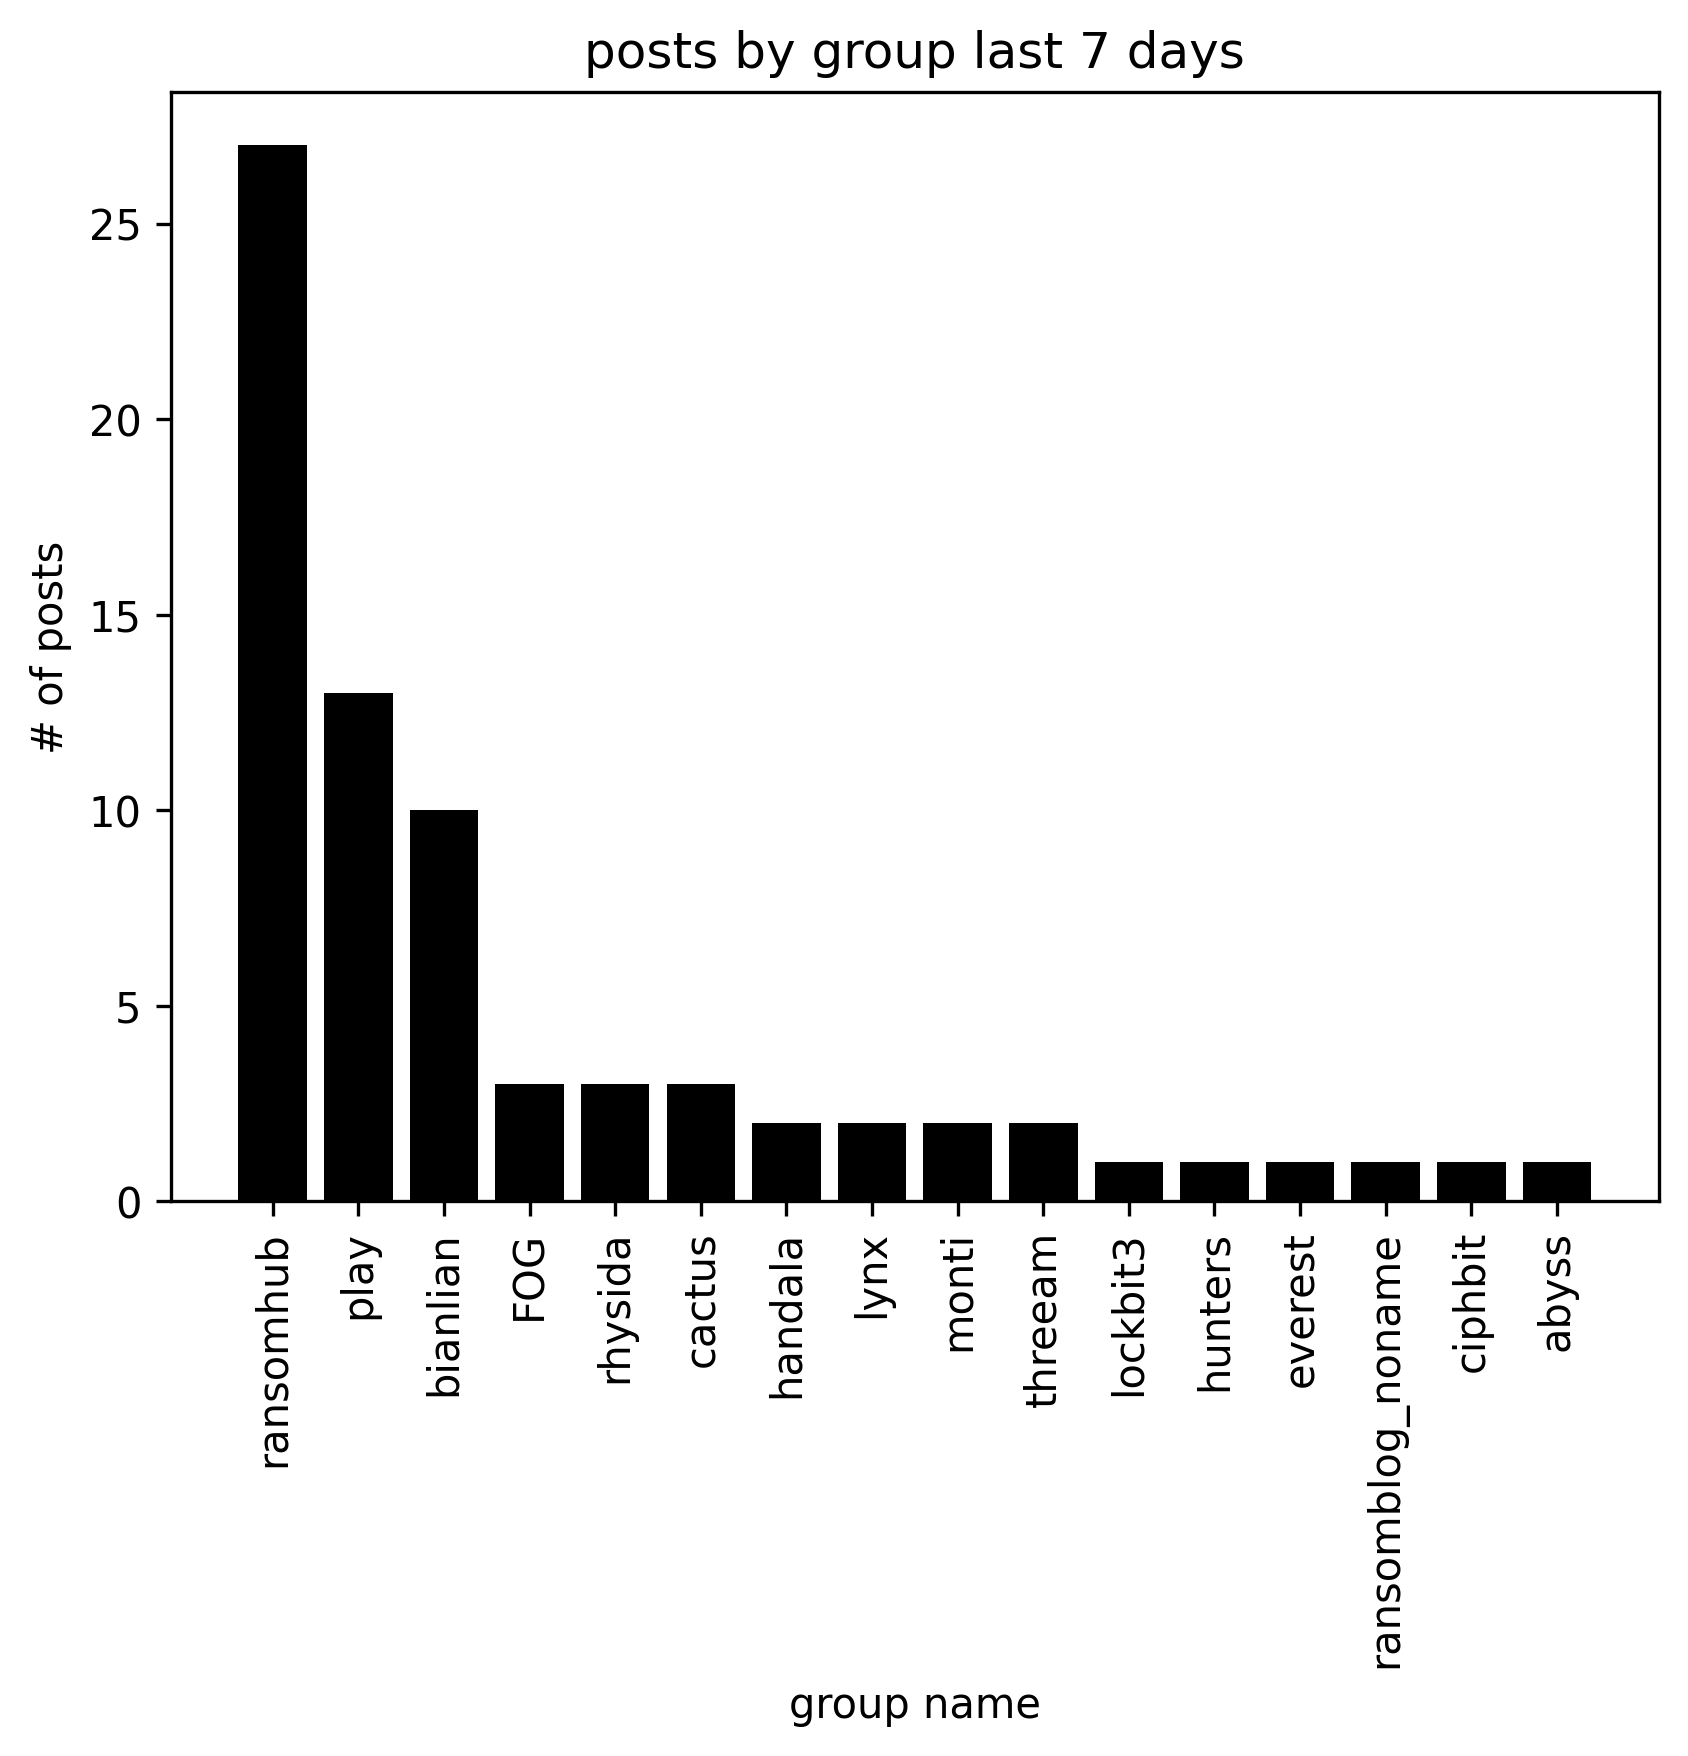 posts by group last 7 days
# of posts
25
20
15
10
5
0
ransomhub
play
bianlian
FOG
rhysida
cactus
handala
lynx
monti
threeam
lockbit3
hunters
everest
ransomblog_noname
ciphbit
abyss
group name